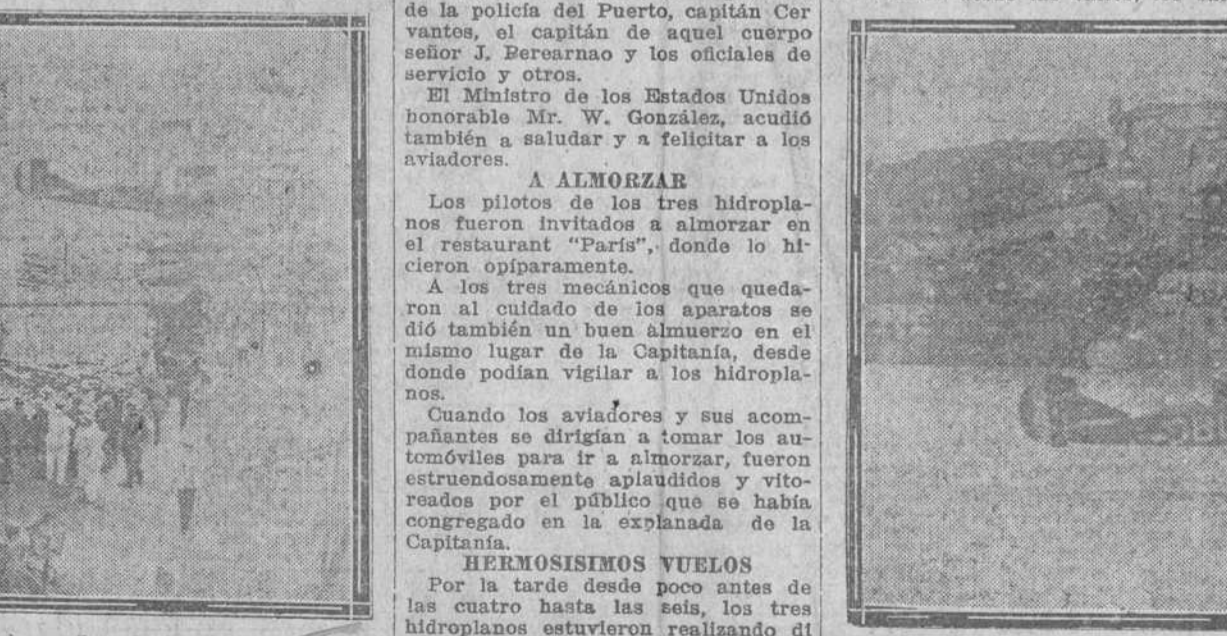 de la policía del Puerto, capitán Cer
vantes, el capitán de aquel cuerpo
señor J. Berearnao y los oficiales de
servicio y otros.
El Ministro de los Estados Unidos
honorable Mr. W. González, acudió
también a saludar y a felicitar a los
aviadores.
A ALMORZAR
Los pilotos de los tres hidropla-
nos fueron invitados a almorzar en
el restaurant "París", donde lo hi-
cieron opíparamente.
A los tres mecánicos que queda-
ron al cuidado de los aparatos se
dió también un buen almuerzo en el
mismo lugar de la Capitanía, desde
donde podían vigilar a los hidropla-
nos.
Cuando los aviadores y sus acom-
pañantes se dirigían a tomar los au-
tomóviles para ir a almorzar, fueron
estruendosamente aplaudidos y vito-
reados por el público que se había
congregado en la explanada de la
Capitanía.
HERMOSISIMOS VUELOS
Por la tarde desde poco antes de
las cuatro hasta las seis, los tres
hidroplanos estuvieron realizando di